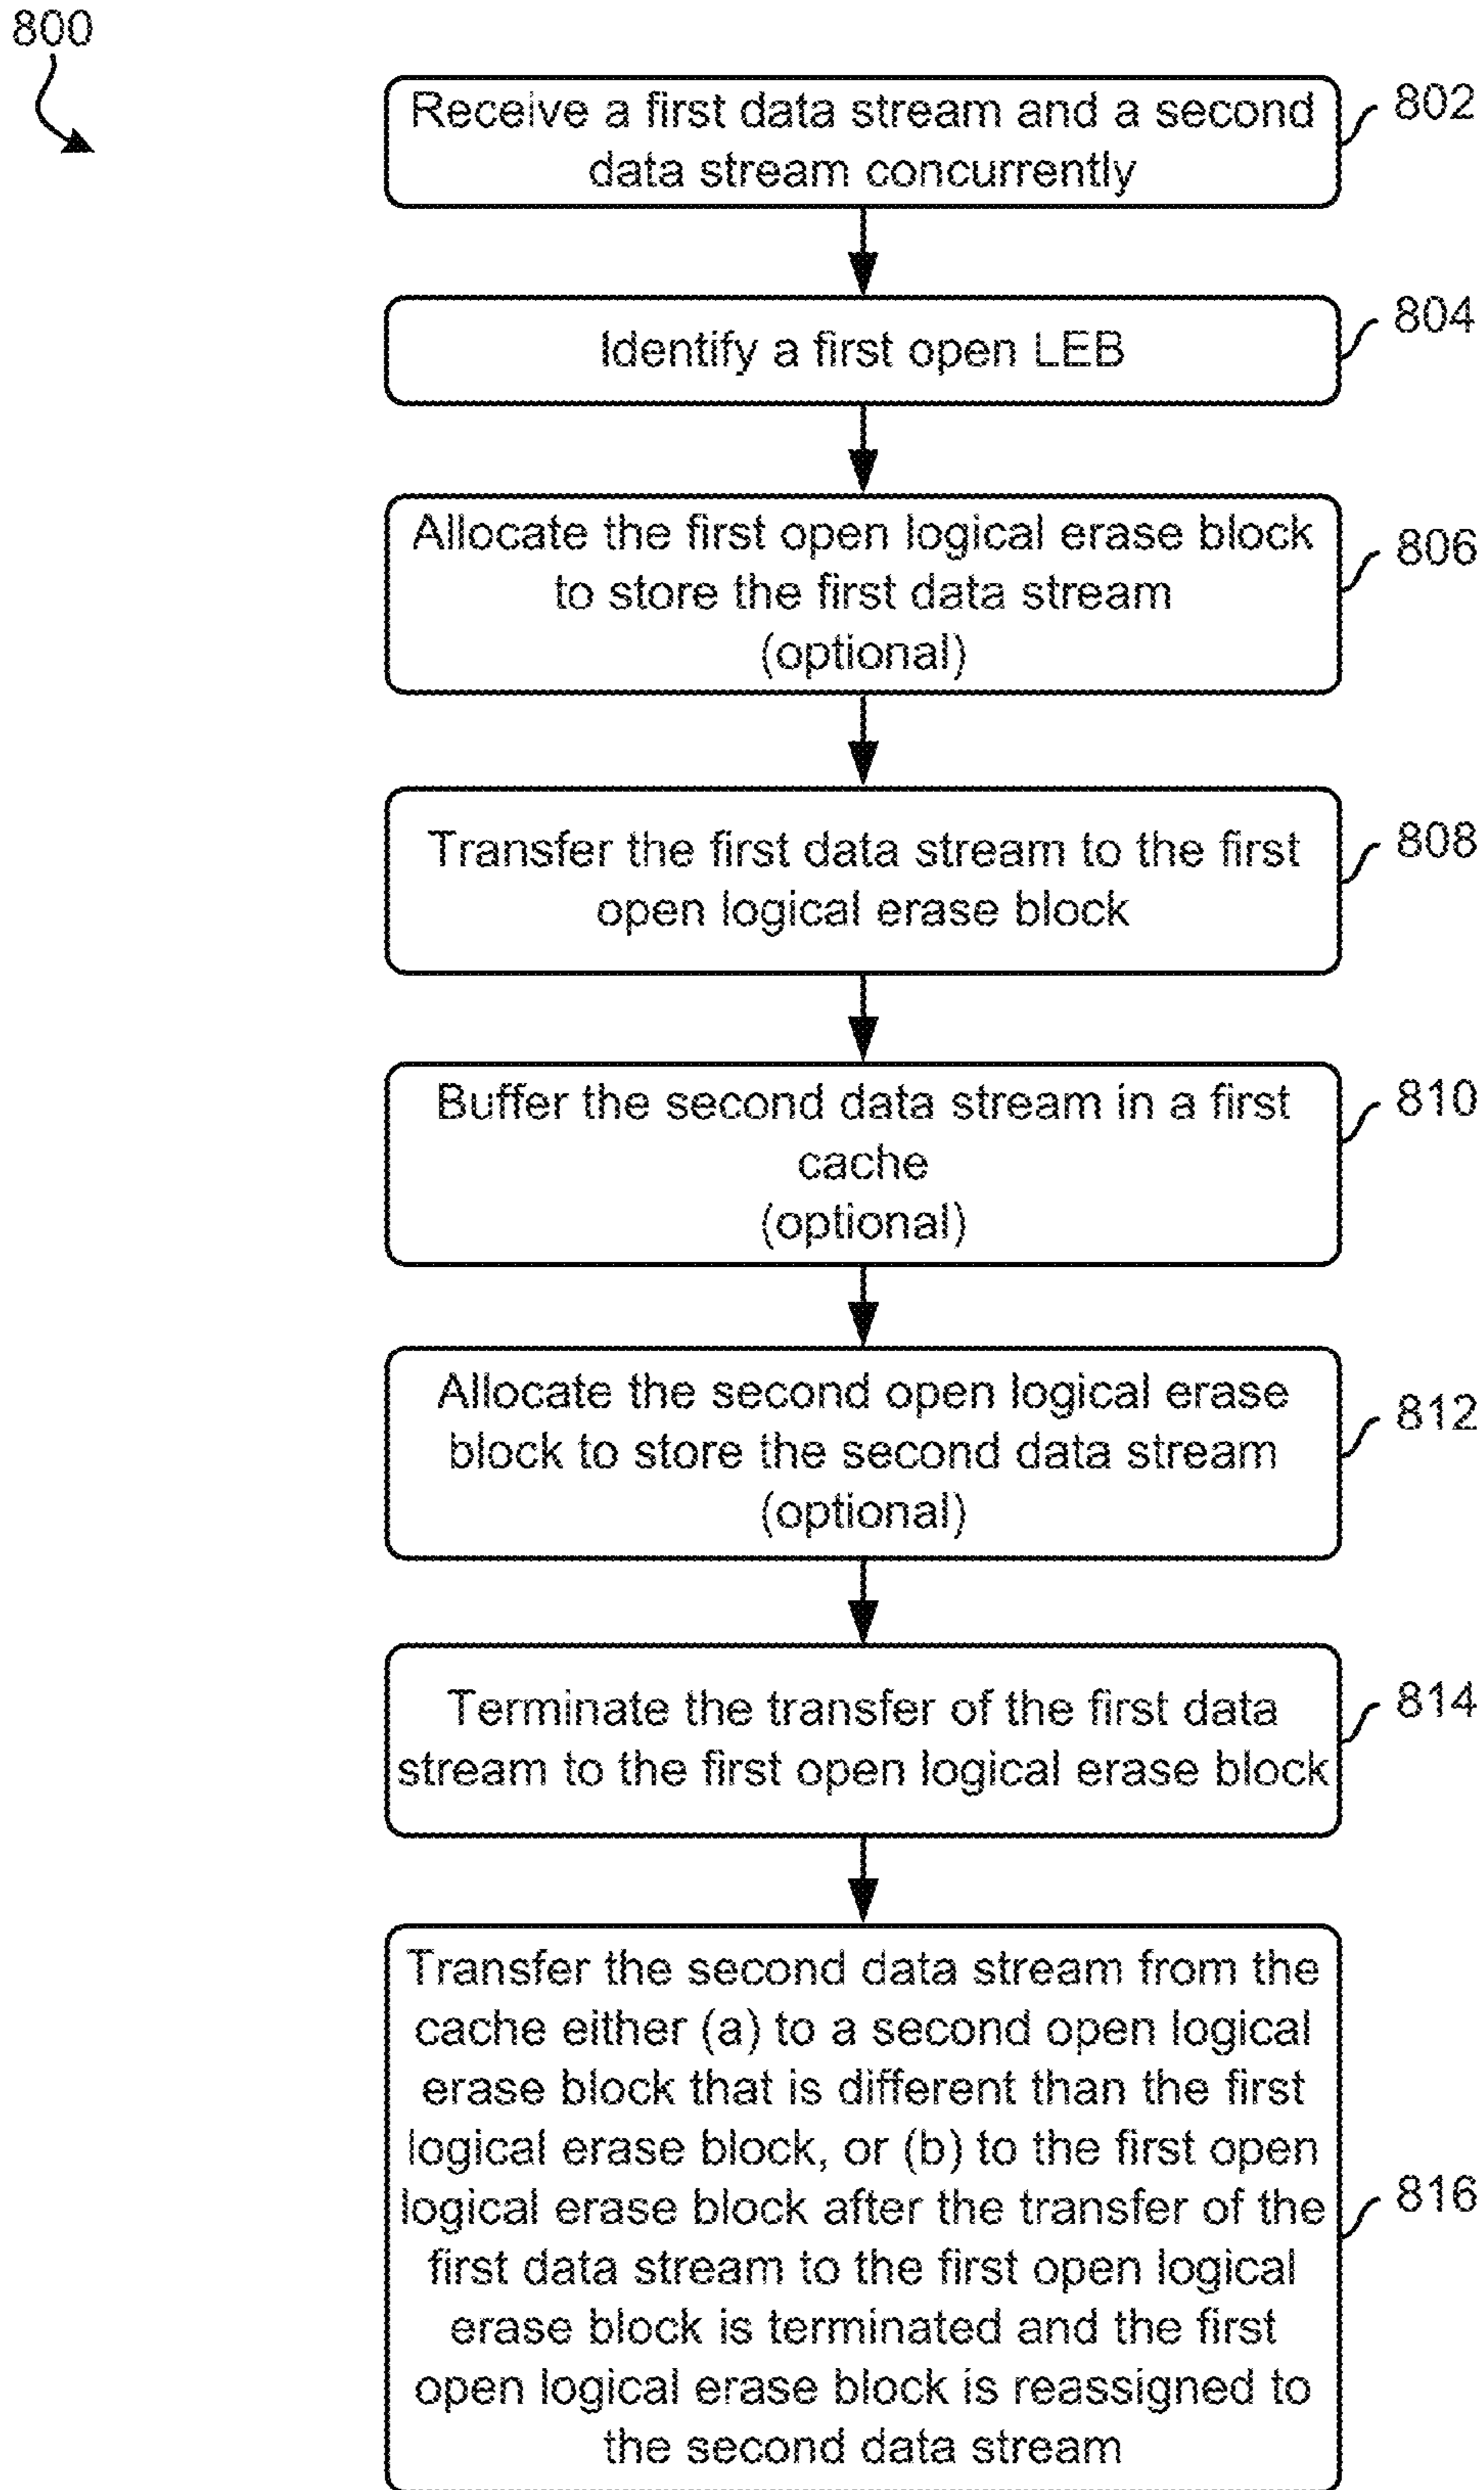 800
Receive a first data stream and a second
data stream concurrently
802
Identify a first open LEB
804
Allocate the first open logical erase block
to store the first data stream
(optional)
806
Transfer the first data stream to the first
open logical erase block
808
Buffer the second data stream in a first
cache
(optional)
810
Allocate the second open logical erase
block to store the second data stream
(optional)
812
Terminate the transfer of the first data
stream to the first open logical erase block
814
Transfer the second data stream from the
cache either (a) to a second open logical
erase block that is different than the first
logical erase block, or (b) to the first open
logical erase block after the transfer of the
first data stream to the first open logical
erase block is terminated and the first
open logical erase block is reassigned to
the second data stream
816